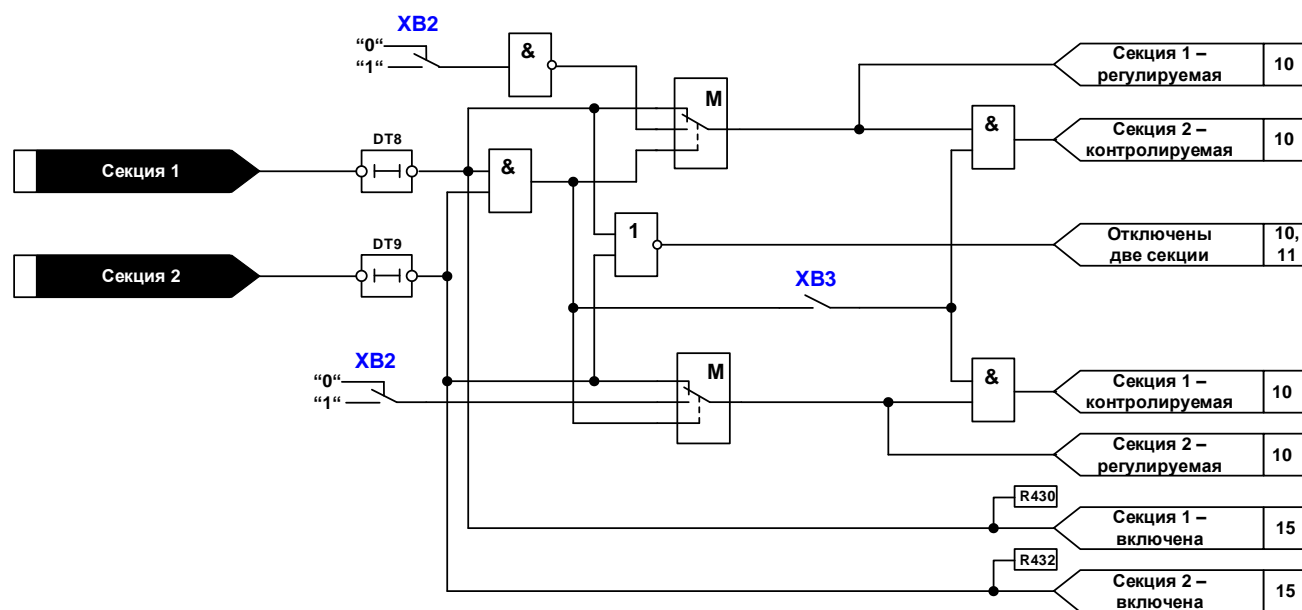 XB2
“0“
“1“
&
M
Секция 1 –
регулируемая
10
&
Секция 2 –
контролируемая
10
DT8
Секция 1
&
1
Отключены
две секции
10,
11
DT9
Секция 2
XB3
XB2
“0“
“1“
M
&
Секция 1 –
контролируемая
10
Секция 2 –
регулируемая
10
R430
Секция 1 –
включена
15
R432
Секция 2 –
включена
15